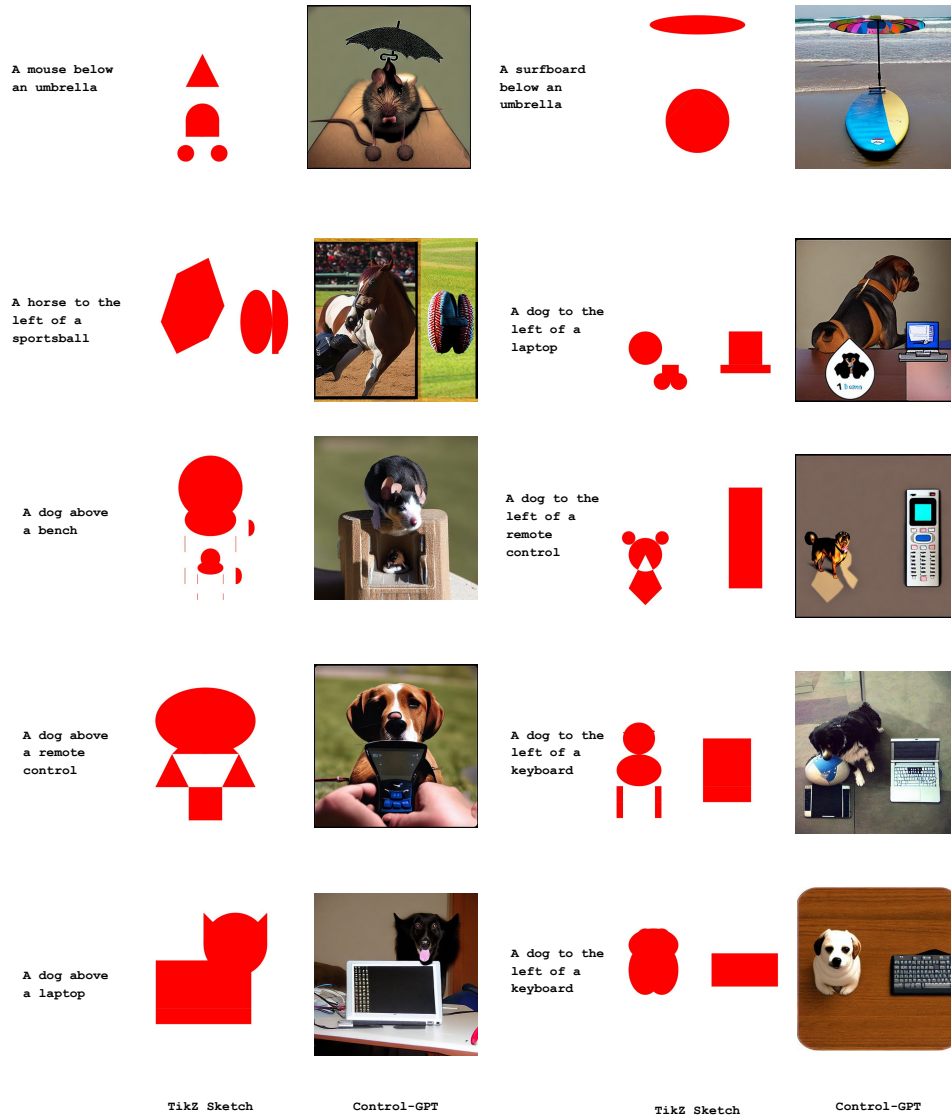 A mouse below
an umbrella
A surfboard
below an
umbrella
A horse to the
left of a
sportsball
A dog to the
left of a
laptop
1
A dog above
a bench
A dog to the
left of a
remote
control
A dog above
a remote
control
A dog to the
left of a
keyboard
A dog above
a laptop
A dog to the
left of a
keyboard
TikZ Sketch
Control-GPT
TikZ Sketch
Control-GPT